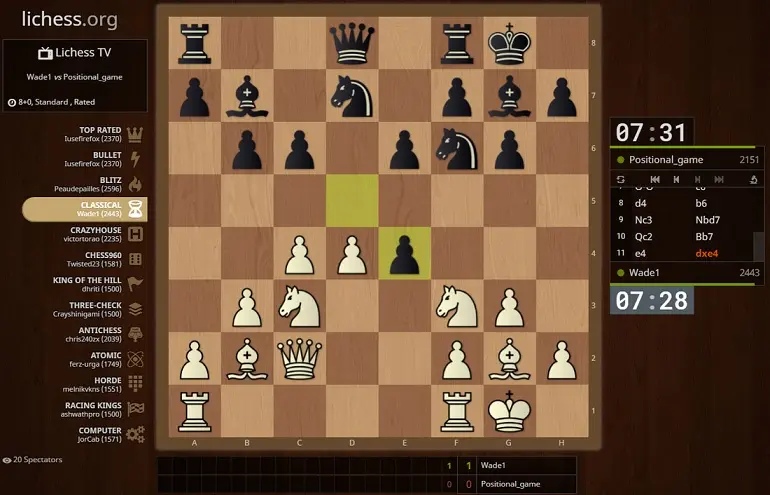 lichess.org
Lichess TV
Wade1 vs Positional_game
8+0, Standard , Rated
TOP RATED
Iusefirefox (2370)
BULLET
Iusefirefox (2370)
BLITZ
Peaudepailles (2596)
CLASSICAL
Wade1 (2443)
CRAZYHOUSE
victortorao (2235)
CHESS960
Twisted23 (1581)
KING OF THE HILL
dhriti (1500)
THREE-CHECK
Crayshinigami (1500)
ANTICHESS
chris240zx (2039)
ATOMIC
ferz-urga (1749)
HORDE
melnikvkns (1551)
RACING KINGS
ashwathpro (1500)
COMPUTER
JorCab (1571)
20 Spectators
8
7
6
5
4
3
2
1
A B C D E F G H
1 1 Wade1
0 0 Positional_game
07:31
Positional_game 2151
8 d4 b6
9 Nc3 Nbd7
10 Qc2 Bb7
11 e4 dxe4
Wade1 2443
07:28